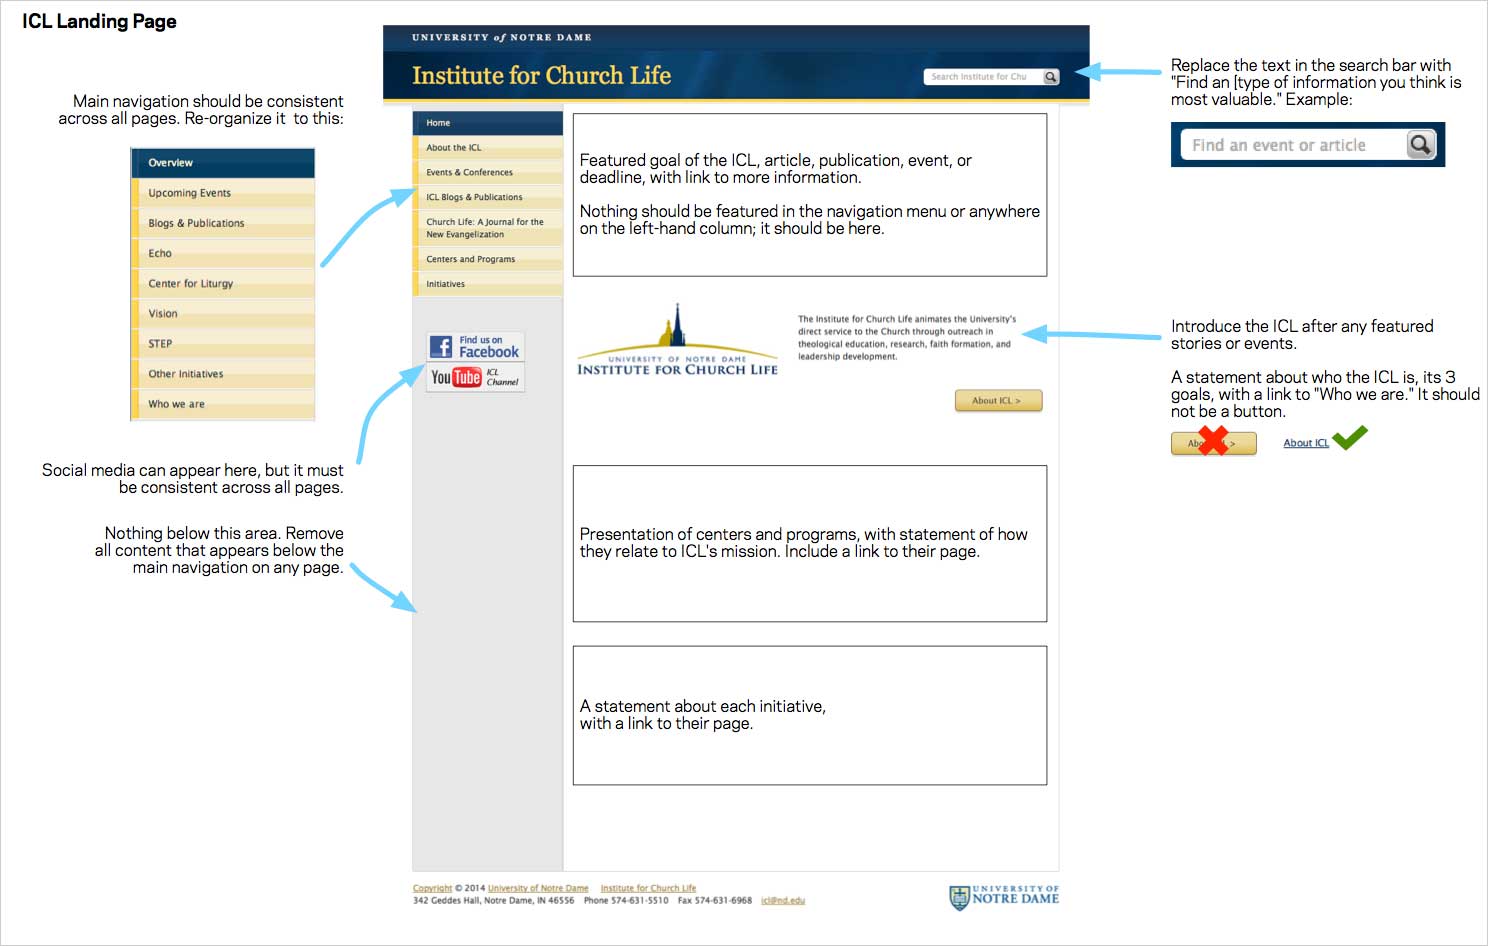 ICL Landing Page
Main navigation should be consistent
across all pages. Re-organize it to this:
Overview
Upcoming Events
Blogs & Publications
Echo
Center for Liturgy
Vision
STEP
Other Initiatives
Who we are
Social media can appear here, but it must
be consistent across all pages.
Nothing below this area. Remove
all content that appears below the
main navigation on any page.
UNIVERSITY of NOTRE DAME
Institute for Church Life
Search Institute for Chu
Home
About the ICL
Events & Conferences
ICL Blogs & Publications
Church Life: A Journal for the
New Evangelization
Centers and Programs
Initiatives
Find us on
Facebook
YouTube ICL
Channel
Featured goal of the ICL, article, publication, event, or
deadline, with link to more information.
Nothing should be featured in the navigation menu or anywhere
on the left-hand column; it should be here.
UNIVERSITY OF NOTRE DAME
INSTITUTE FOR CHURCH LIFE
The Institute for Church Life animates the University's
direct service to the Church through outreach in
theological education, research, faith formation, and
leadership development.
About ICL >
Presentation of centers and programs, with statement of how
they relate to ICL's mission. Include a link to their page.
A statement about each initiative,
with a link to their page.
Copyright © 2014 University of Notre Dame Institute for Church Life
342 Geddes Hall, Notre Dame, IN 46556 Phone 574-631-5510 Fax 574-631-6968 icl@nd.edu
UNIVERSITY OF
NOTRE DAME
Replace the text in the search bar with
"Find an [type of information you think is
most valuable." Example:
Find an event or article
Introduce the ICL after any featured
stories or events.
A statement about who the ICL is, its 3
goals, with a link to "Who we are." It should
not be a button.
About ICL